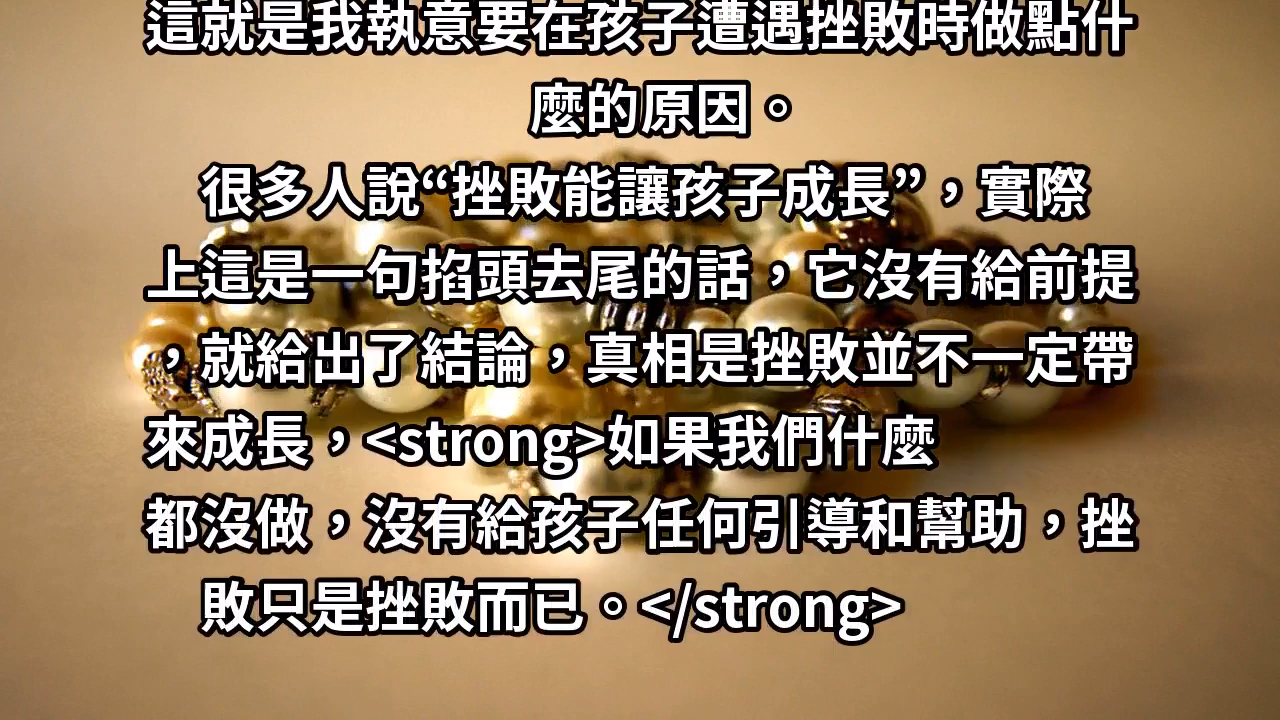 這就是我執意要在孩子遭遇挫敗時做點什
麼的原因。
很多人說“挫敗能讓孩子成長”，實際
上這是一句掐頭去尾的話，它沒有給前提
，就給出了結論，真相是挫敗並不一定帶
來成長，<strong>如果我們什麼
都沒做，沒有給孩子任何引導和幫助，挫
敗只是挫敗而已。</strong>